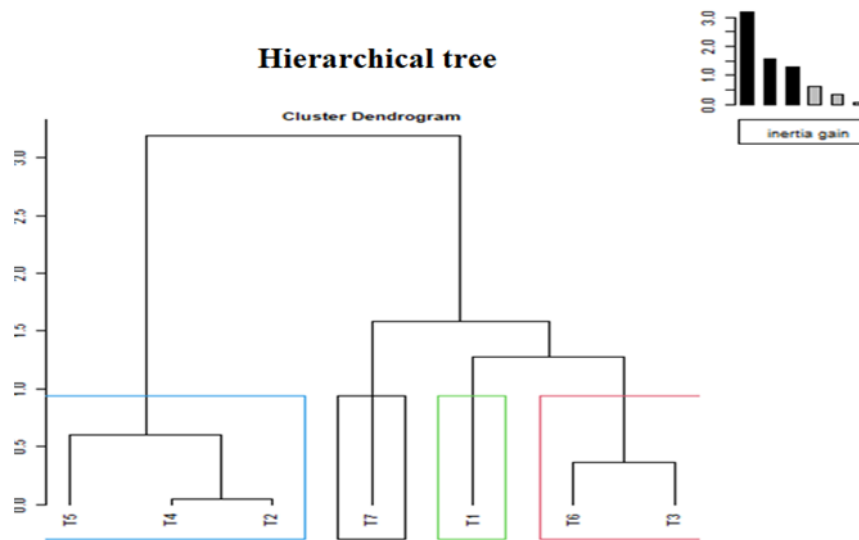 Hierarchical tree
Cluster Dendrogram
3.0
2.0
1.0
0.0
inertia gain
3.0
2.5
2.0
1.5
1.0
0.5
0.0
T5
T4
T2
T7
T1
T6
T3